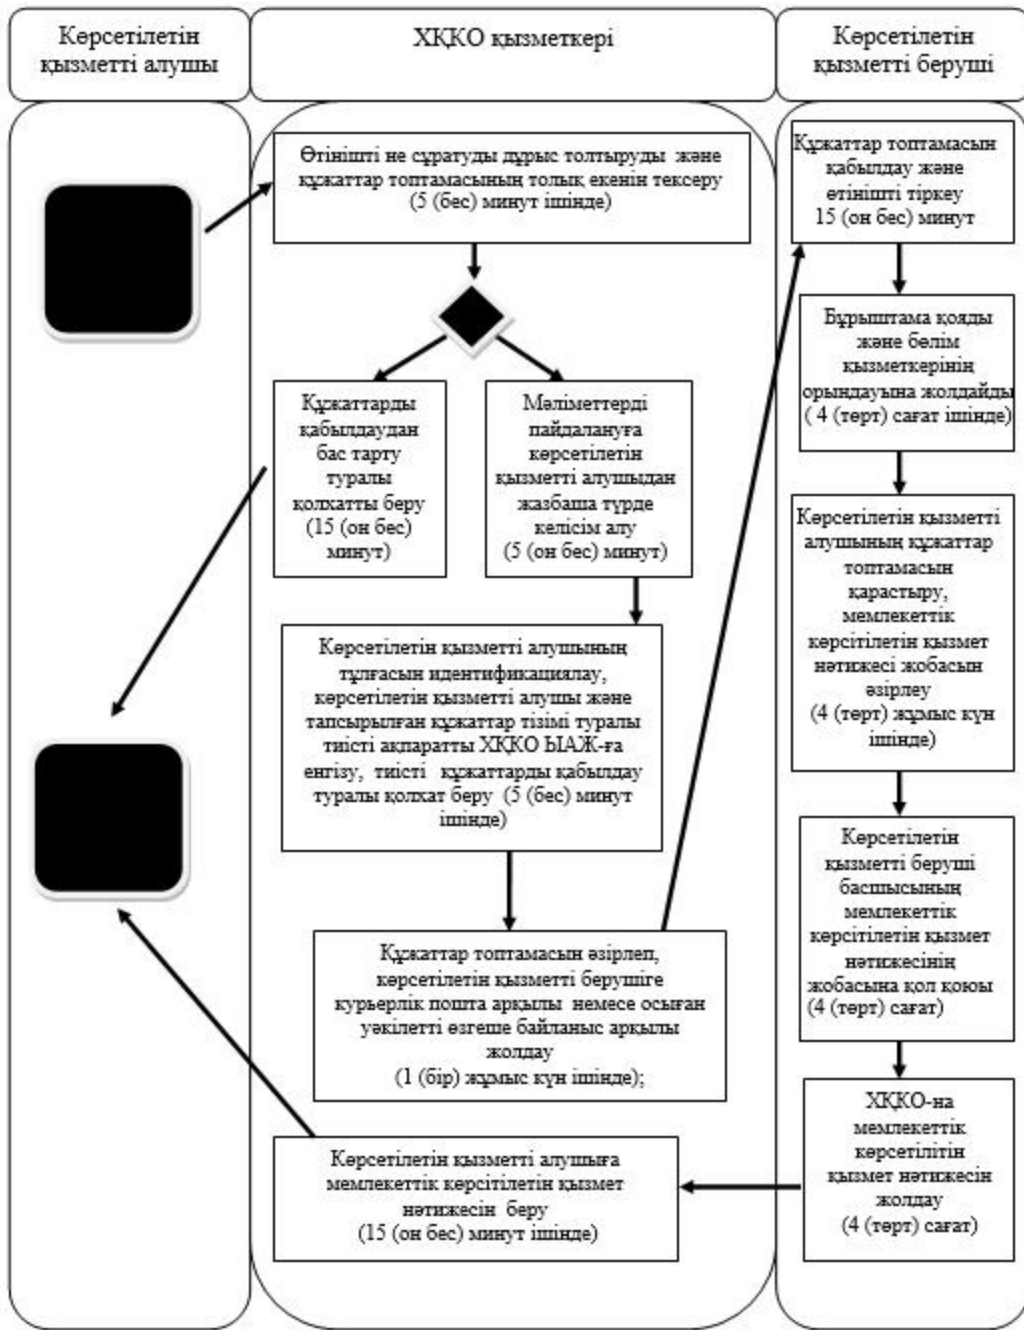 Көрсетілетін
қызметті алушы
ХҚКО қызметкері
Көрсетілетін
қызметті беруші
Өтінішті не сұратуды дұрыс толтыруды және
құжаттар топтамасының толық екенін тексеру
(5 (бес) минут ішінде)
Құжаттарды
қабылдаудан
бас тарту
туралы
қолхатты беру
(15 (он бес)
минут)
Мәліметтерді
пайдалануға
көрсетілетін
қызметті алушыдан
жазбаша түрде
келісім алу
(5 (он бес) минут)
Көрсетілетін қызметті алушының
тұлғасын идентификациялау,
көрсетілетін қызметті алушы және
тапсырылған құжаттар тізімі туралы
тиісті ақпаратты ХҚКО ЫАЖ-ға
енгізу, тиісті құжаттарды қабылдау
туралы қолхат беру (5 (бес) минут
ішінде)
Құжаттар топтамасын әзірлеп,
көрсетілетін қызметті берушіге
курьерлік пошта арқылы немесе осыған
уәкілетті өзгеше байланыс арқылы
жолдау
(1 (бір) жұмыс күн ішінде);
Құжаттар топтамасын
қабылдау және
өтінішті тіркеу
15 (он бес) минут
Бұрыштама қояды
және бөлім
қызметкерінің
орындауына жолдайды
( 4 (төрт) сағат ішінде)
Көрсетілетін қызметті
алушының құжаттар
топтамасын
қарастыру,
мемлекеттік
көрсітілетін қызмет
нәтижесі жобасын
әзірлеу
(4 (төрт) жұмыс күн
ішінде)
Көрсетілетін
қызметті беруші
басшысының
мемлекеттік
көрсітілетін қызмет
нәтижесінің
жобасына қол қоюы
(4 (төрт) сағат)
ХҚКО-на
мемлекеттік
көрсетілітін
қызмет нәтижесін
жолдау
(4 (төрт) сағат)
Көрсетілетін қызметті алушыға
мемлекеттік көрсітілетін қызмет
нәтижесін беру
(15 (он бес) минут ішінде)